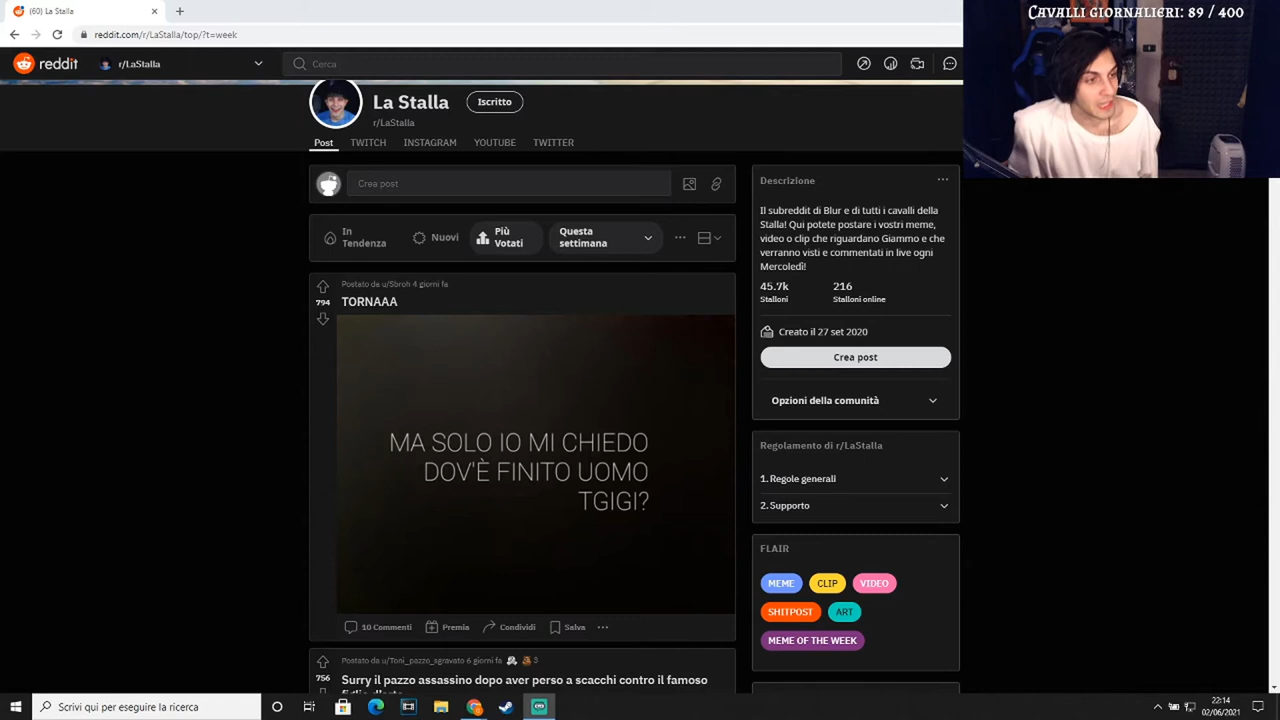 (60) La Stalla
CAVALLI GIORNALIERI: 89 / 400
reddit.com/r/LaStalla/top/?t=week
reddit
r/LaStalla
Cerca
La Stalla
Iscritto
r/LaStalla
Post
TWITCH
INSTAGRAM
YOUTUBE
TWITTER
Crea post
In
Tendenza
Nuovi
Più
Votati
Questa
settimana
Postato da u/Sbroh 4 giorni fa
794
TORNAAA
MA SOLO IO MI CHIEDO
DOV'È FINITO UOMO
TGIGI?
10 Commenti
Premia
Condividi
Salva
Postato da u/Toni_pazzo_sgravato 6 giorni fa
3
756
Surry il pazzo assassino dopo aver perso a scacchi contro il famoso
Descrizione
Il subreddit di Blur e di tutti i cavalli della
Stalla! Qui potete postare i vostri meme,
video o clip che riguardano Giammo e che
verranno visti e commentati in live ogni
Mercoledì!
45.7k
216
Stalloni
Stalloni online
Creato il 27 set 2020
Crea post
Opzioni della comunità
Regolamento di r/LaStalla
1. Regole generali
2. Supporto
FLAIR
MEME
CLIP
VIDEO
SHITPOST
ART
MEME OF THE WEEK
Scrivi qui per eseguire la ricerca
22:14
02/06/2021